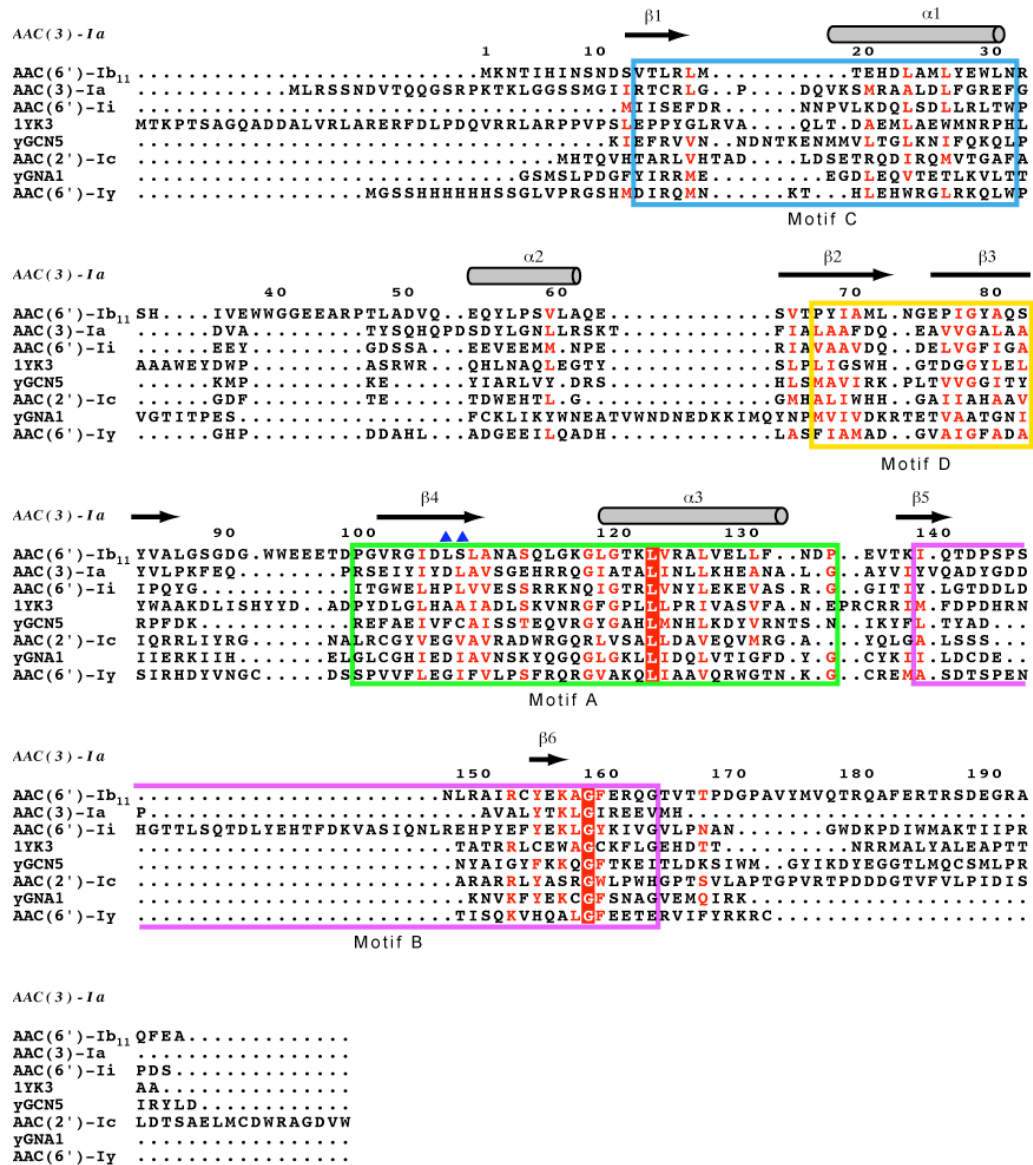 β1 α1
AAC(3)-Ia
1 10 20 30
AAC(6')-Ib11 ...........................MKNTIHINSNDSVTLRLM.........TEHDLAMLYEWLNR
AAC(3)-Ia ............MLRSSNDVTQQGSRPKTKLGGSSMGIIRTCRLG..P.....DQVKSMRAALDLFGREFG
AAC(6')-Ii ......................................MIISEFDR......NNPVLKDQLSDLLRLTWP
1YK3 MTKPTSAGQADDALVRLARERFDLPDQVRRLARPPVPSLEPPYGLRVA....QLTD.AEMLAEWMNRPHL
yGCN5 .....................................KIEFRVVVN...NDNTKENMMVLTGLKNIFQKQLP
AAC(2')-Ic .................................MHTQVHTARLVHTAD....LDSETRQDIRQMVTGAFA
yGNA1 ..............................GSMSLPDGFYIRRME.......EGDLEQVTETLKVLTT
AAC(6')-Iy ..................MGSSHHHHHHSSGLVPRGSHMDIRQMN.....KT..HLEHWRGLRKQLWP
Motif C
α2 β2 β3
AAC(3)-Ia
40 50 60 70 80
AAC(6')-Ib11 SH....IVEWWGGEEARPTLADVQ..EQYLPSVLAQE...........SVTPYIAML.NGEPIGYAQS
AAC(3)-Ia ......DVA......TYSQHQPDSDYLGNLLRSKT............FIALAAFDQ..EAVVGALAA
AAC(6')-Ii ......EEY......GDSSA..EEVEEMM.NPE..............RIAVAAVDQ..DELVGFIGA
1YK3 AAAWEYDWP......ASRWR...QHLNAQLEGTY.............SLPLIGSWH..GTDGGYLEL
yGCN5 ......KMP......KE......YIARLVY.DRS.............HLSMAVIRK.PLTVVGGITY
AAC(2')-Ic ......GDF......TE......TDWEHTL.G...............GMHALIWHH..GAIIAHAAV
yGNA1 VGTITPES..............FCKLIKYWNEATVWNDNEDKKIMQYNPMVIVDKRTETVAATGNI
AAC(6')-Iy ......GHP......DDAHL..ADGEEILQADH..............LASFIAMAD..GVAIGFADA
Motif D
β4 α3 β5
AAC(3)-Ia
90 100 110 120 130 140
AAC(6')-Ib11 YVALGSGDG.WWEEETDPGVRGIDLSLANASQLGKGLGTKLVRALVELLF..NDP..EVTKI.QTDPSPS
AAC(3)-Ia YVLPKFEQ........PRSEIYIYDLAVSGEHRRQGIATALINLLKHEANA.L.G..AYVIYVQADYGDD
AAC(6')-Ii IPQYG...........ITGWELHPLVVESSRRKNQIGTRLVNYLEKEVASR.G...GITIY.LGTDDLD
1YK3 YWAAKDLISHYYD.ADPYDLGLHAAIADLSKVNRGFGPLLLPRIVASVFA.N.EPRCRRIM.FDPDHRN
yGCN5 RPFDK...........REFAEIVFCAISSTEQVRGYGAHLMNHLKDYVRNTS.N..IKYFL.TYAD...
AAC(2')-Ic IQRRLIYRG....NALRCGYVEGVAVRADWRGQRLVSALLDAVEQVMRG.A...YQLGA.LSSS....
yGNA1 IIERKIIH.....ELGLCGHIEDIAVNSKYQGQGLGKLLIDQLVTIGFD.Y.G..CYKII.LDCDE...
AAC(6')-Iy SIRHDYVNGC....DSSPVVFLEGIFVLPSFRQRGVAKQLIAAVQRWGTN.K.G..CREMA.SDTSPEN
Motif A
β6
AAC(3)-Ia
150 160 170 180 190
AAC(6')-Ib11 ........................NLRAIRCYEKAGFERQGTVTTPDGPAVYMVQTRQAFERTRSDEGRA
AAC(3)-Ia P.........................AVALYTKLGIREEVMH............................
AAC(6')-Ii HGTTLSQTDLYEHTFDKVASIQNLREHPYEFYEKLGYKIVGVLPNAN......GWDKPDIWMAKTIIPR
1YK3 .........................TATRRLCEWAGCKFLGEHDTT........NRRMALYALEAPTT
yGCN5 .........................NYAIGYFKKQGFTKEITLDKSIWM.GYIKDYEGGTLMQCSMLPR
AAC(2')-Ic .........................ARARRLYASRGWLPWHGPTSVLAPTGPVRTPDDDGTVFVLPIDIS
yGNA1 .........................KNVKFYEKCGFSNAGVEMQIRK.......................
AAC(6')-Iy .........................TISQKVHQALGFEETERVIFYRKRC....................
Motif B
AAC(3)-Ia
AAC(6')-Ib11 QFEA.............
AAC(3)-Ia .................
AAC(6')-Ii PDS..............
1YK3 AA...............
yGCN5 IRYLD............
AAC(2')-Ic LDTSAELMCDWRAGDVW
yGNA1 .................
AAC(6')-Iy .................